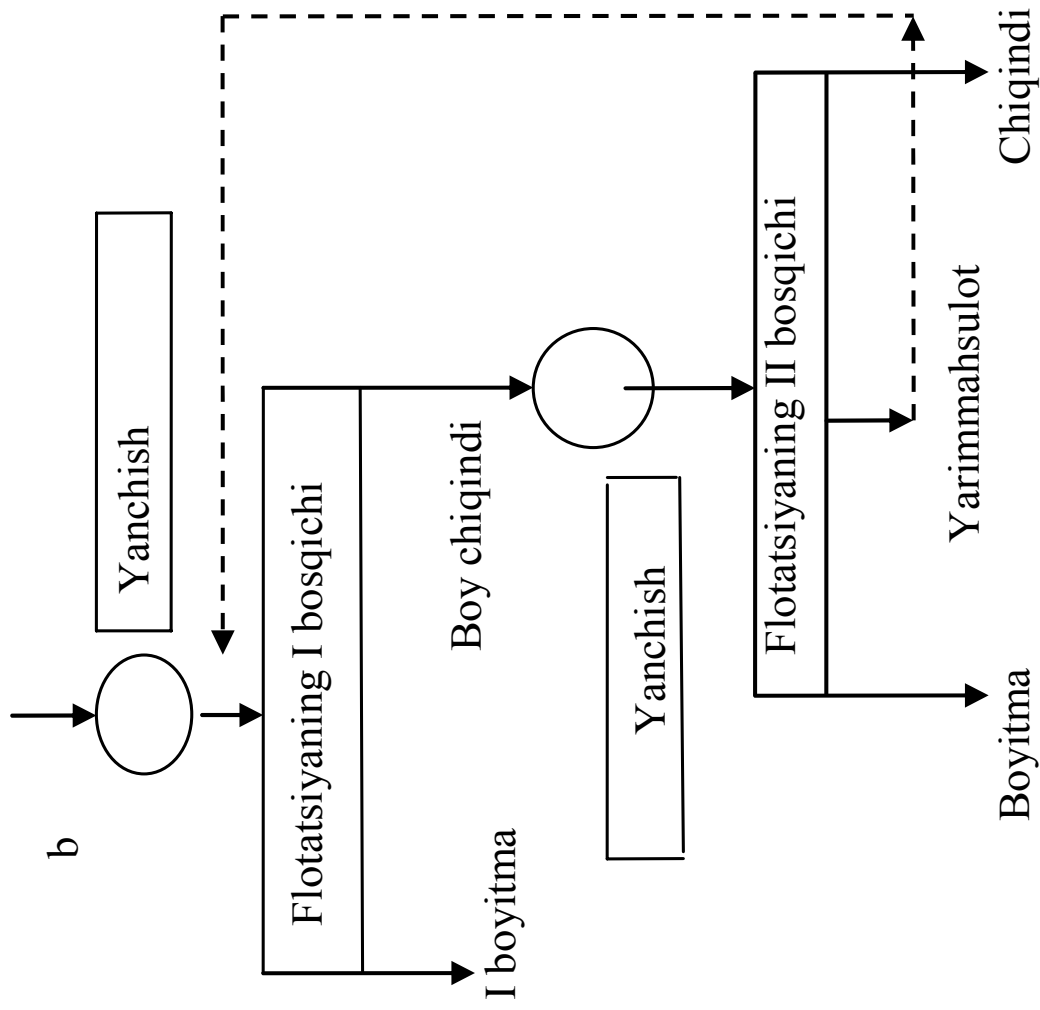 b
Yanchish
Flotatsiyaning I bosqichi
I boyitma
Boy chiqindi
Yanchish
Flotatsiyaning II bosqichi
Yarimmahsulot
Boyitma
Chiqindi